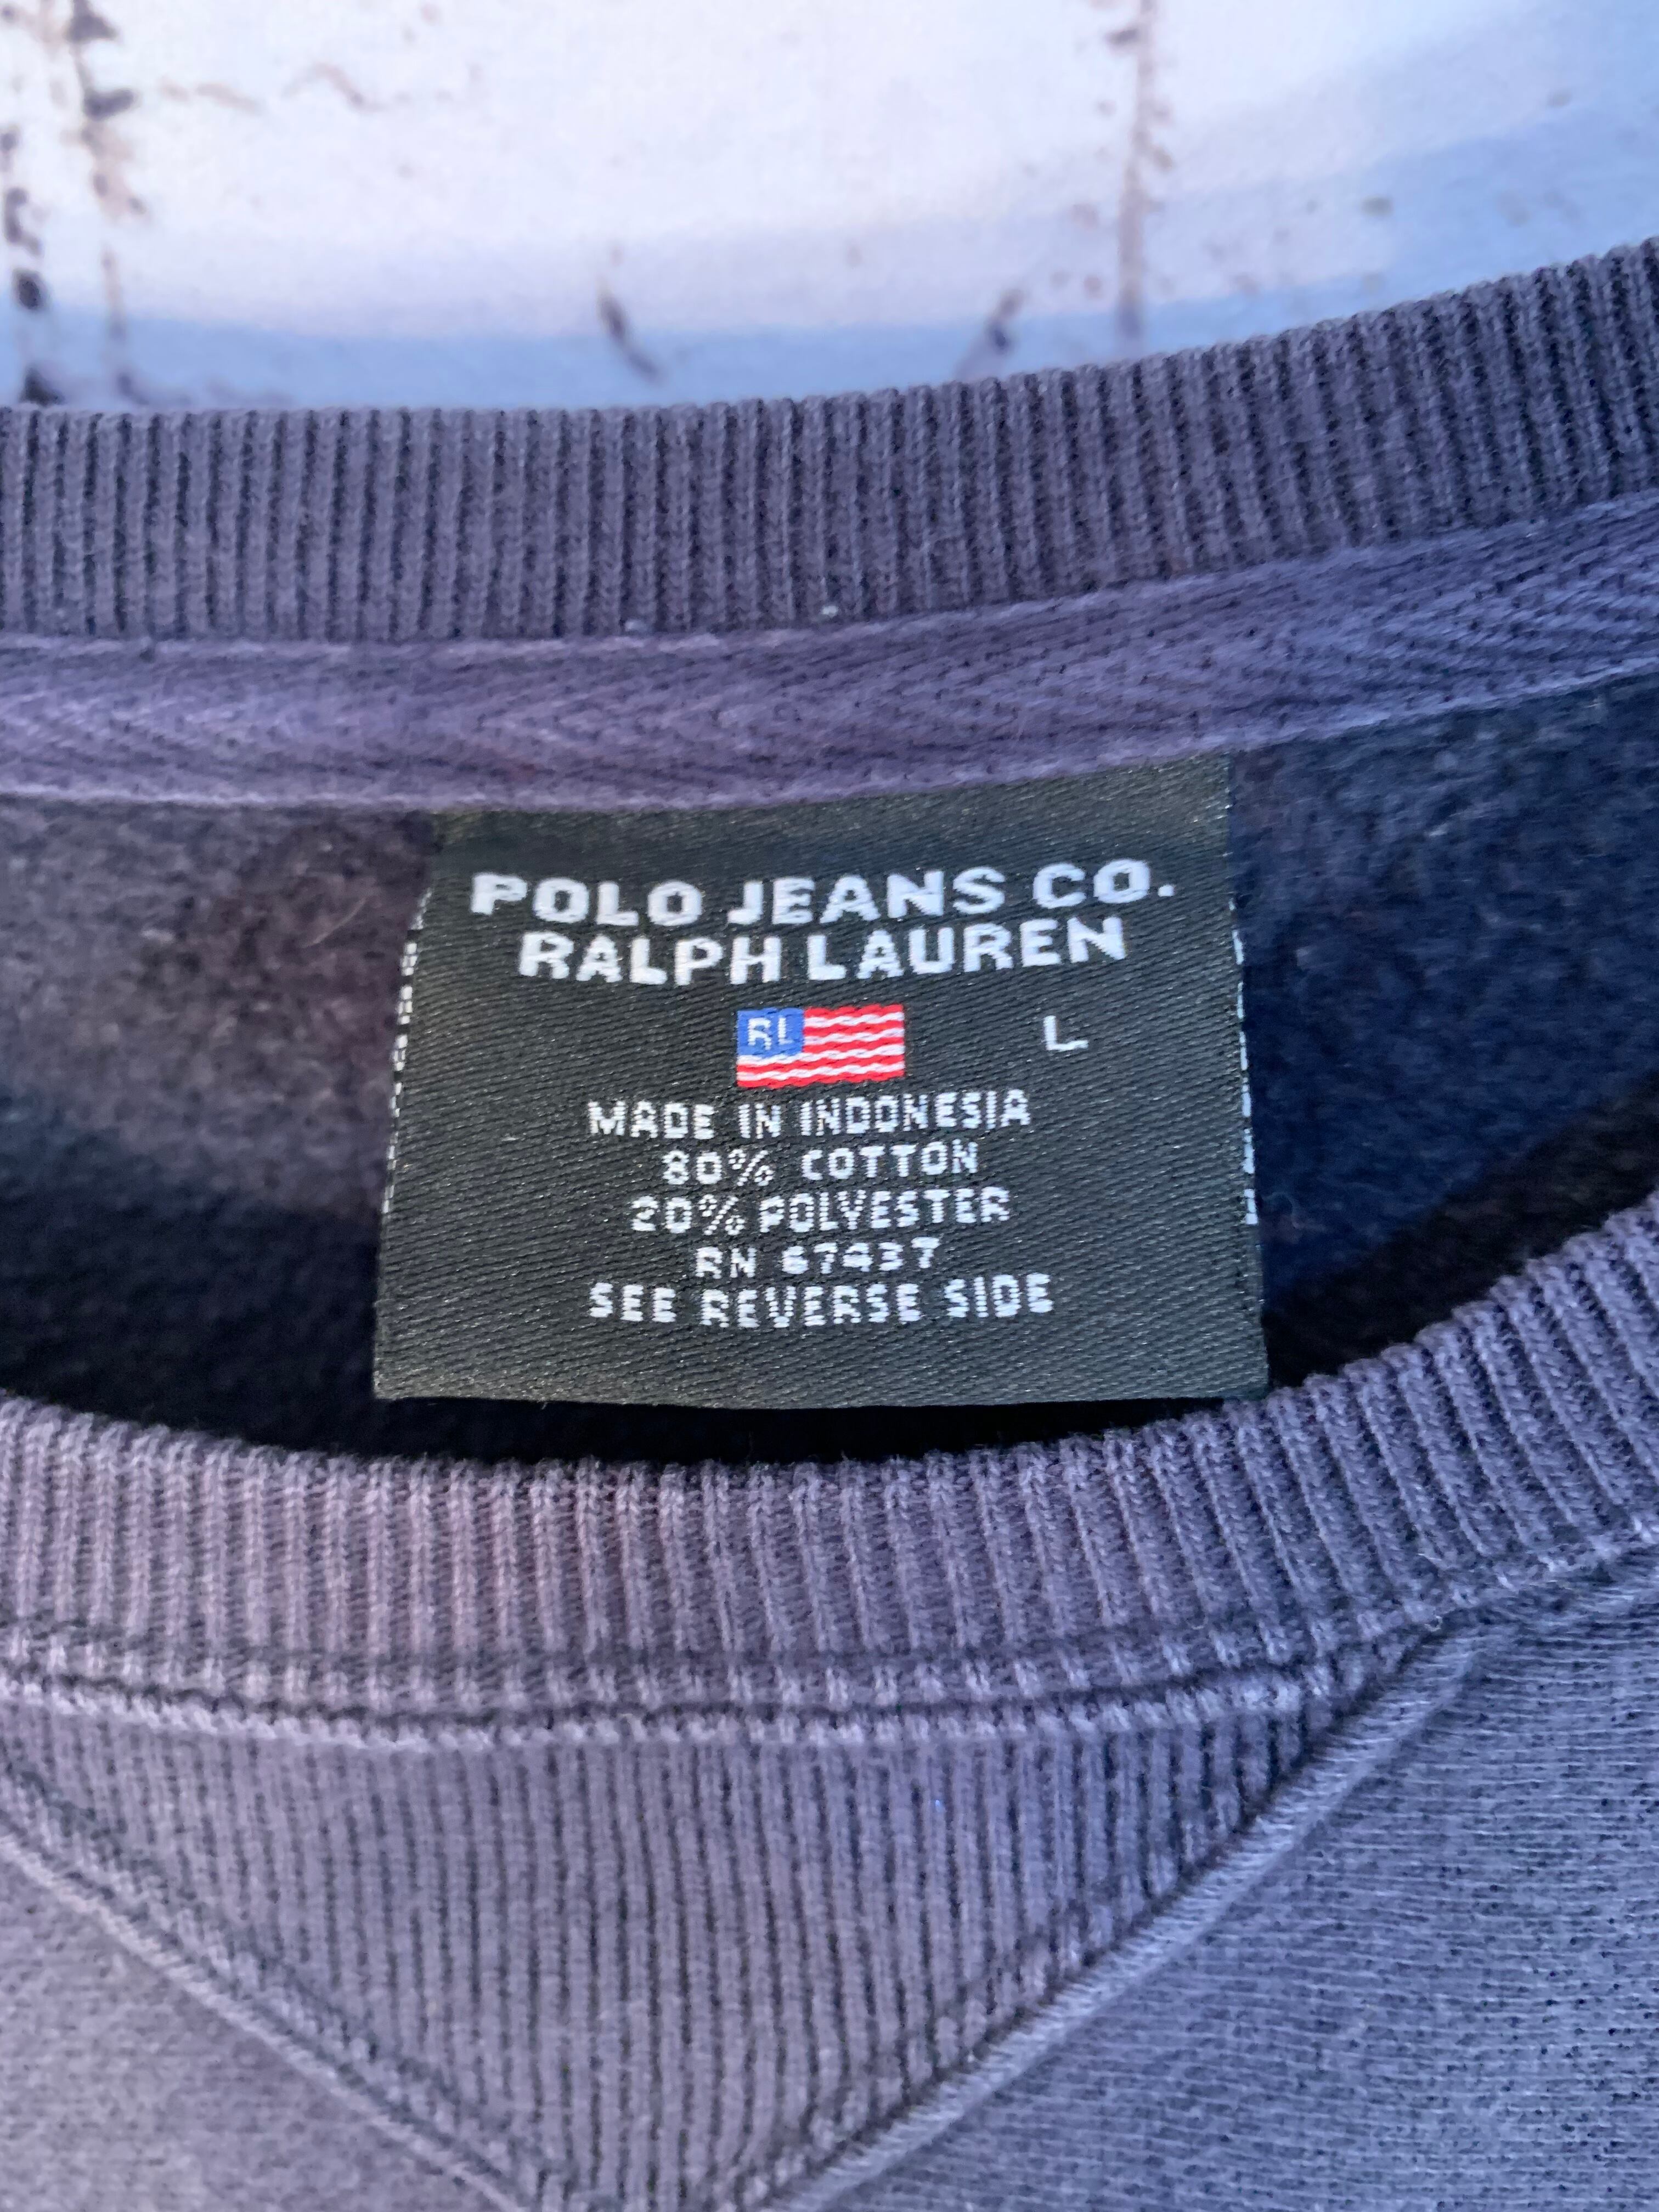 POLO JEANS CO.
RALPH LAUREN
RL
L
MADE IN INDONESIA
80% COTTON
20% POLYESTER
RN 67437
SEE REVERSE SIDE